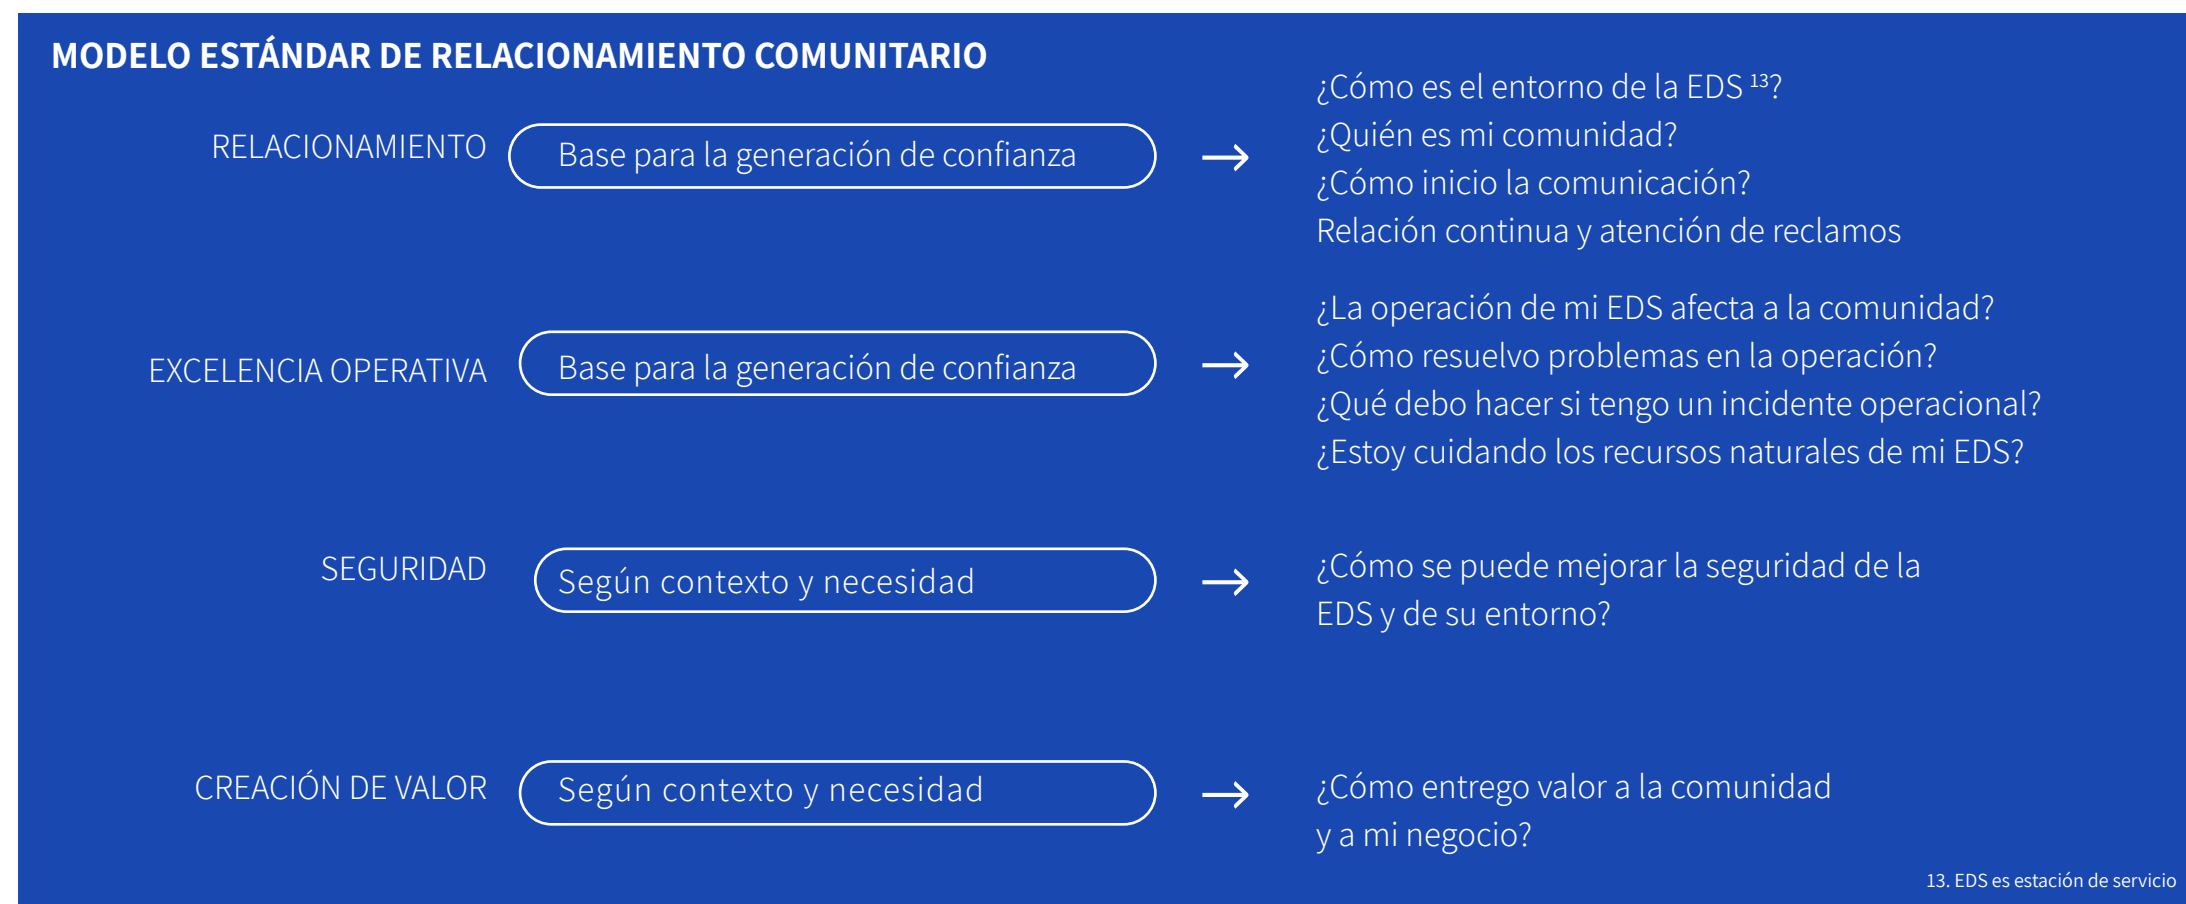 MODELO ESTÁNDAR DE RELACIONAMIENTO COMUNITARIO
RELACIONAMIENTO
Base para la generación de confianza
¿Cómo es el entorno de la EDS ¹³?
¿Quién es mi comunidad?
¿Cómo inicio la comunicación?
Relación continua y atención de reclamos
EXCELENCIA OPERATIVA
Base para la generación de confianza
¿La operación de mi EDS afecta a la comunidad?
¿Cómo resuelvo problemas en la operación?
¿Qué debo hacer si tengo un incidente operacional?
¿Estoy cuidando los recursos naturales de mi EDS?
SEGURIDAD
Según contexto y necesidad
¿Cómo se puede mejorar la seguridad de la
EDS y de su entorno?
CREACIÓN DE VALOR
Según contexto y necesidad
¿Cómo entrego valor a la comunidad
y a mi negocio?
13. EDS es estación de servicio